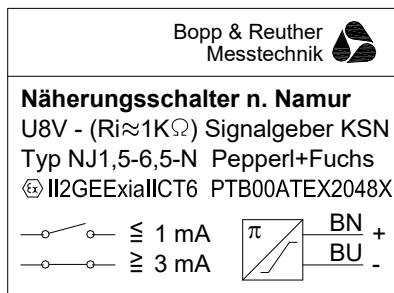 Bopp & Reuther
Messtechnik
Näherungsschalter n. Namur
U8V - (Ri≈1KΩ) Signalgeber KSN
Typ NJ1,5-6,5-N Pepperl+Fuchs
Ex II2GEExiaIICT6 PTB00ATEX2048X
≦ 1 mA
≧ 3 mA
π
BN +
BU -